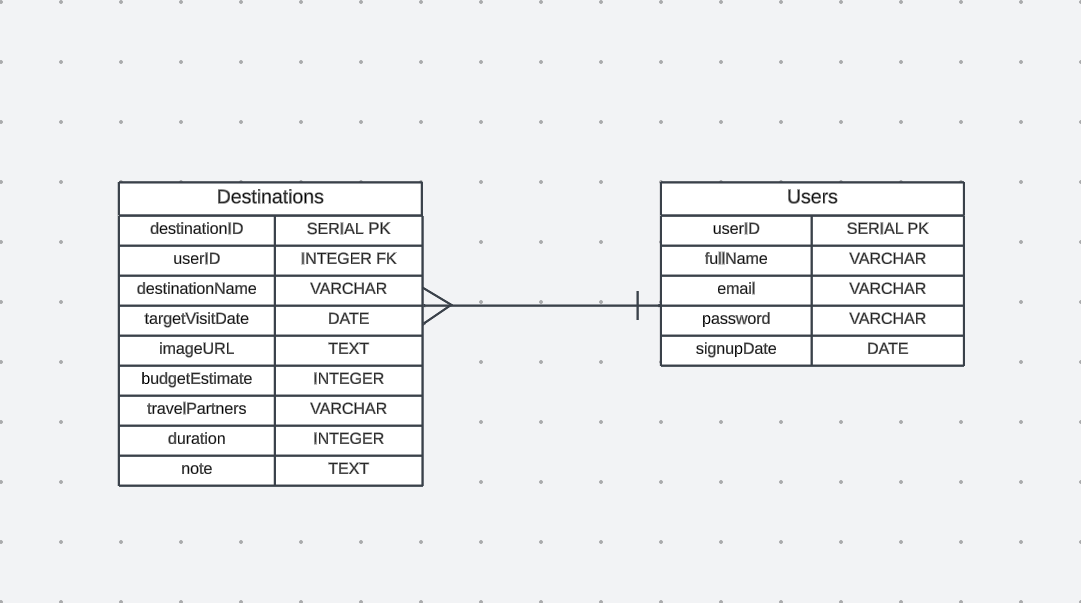 Destinations
destinationID SERIAL PK
userID INTEGER FK
destinationName VARCHAR
targetVisitDate DATE
imageURL TEXT
budgetEstimate INTEGER
travelPartners VARCHAR
duration INTEGER
note TEXT
Users
userID SERIAL PK
fullName VARCHAR
email VARCHAR
password VARCHAR
signupDate DATE